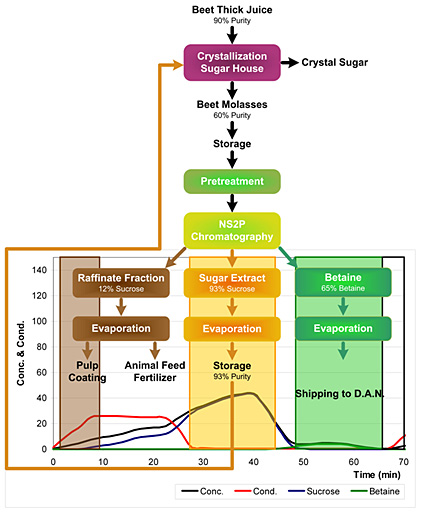 Beet Thick Juice
90% Purity
Crystallization
Sugar House
Crystal Sugar
Beet Molasses
60% Purity
Storage
Pretreatment
NS2P
Chromatography
Raffinate Fraction
12% Sucrose
Sugar Extract
93% Sucrose
Betaine
65% Betaine
Evaporation
Evaporation
Evaporation
Pulp
Coating
Animal Feed
Fertilizer
Storage
93% Purity
Shipping to D.A.N.
Conc. & Cond.
140
120
100
80
60
40
20
0
0 10 20 30 40 50 60 70
Time (min)
Conc. Cond. Sucrose Betaine